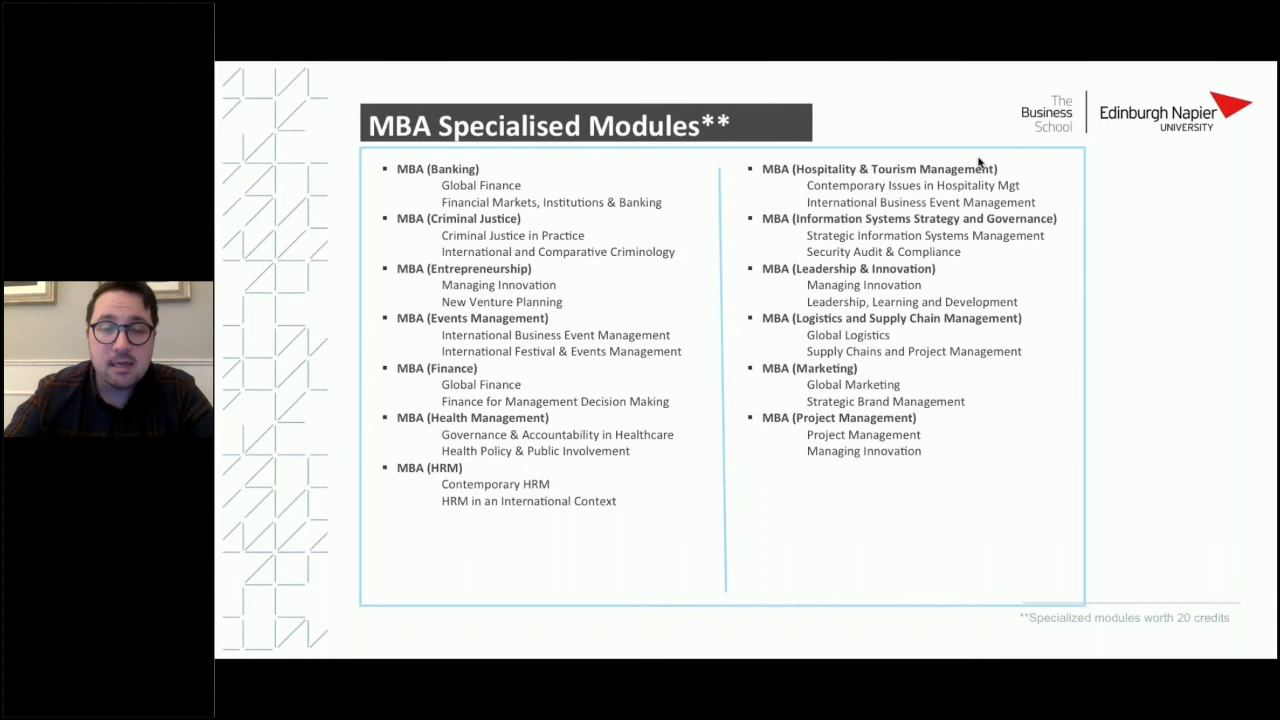 MBA Specialised Modules**
The
Business
School
Edinburgh Napier
UNIVERSITY
▪ MBA (Banking)
Global Finance
Financial Markets, Institutions & Banking
▪ MBA (Criminal Justice)
Criminal Justice in Practice
International and Comparative Criminology
▪ MBA (Entrepreneurship)
Managing Innovation
New Venture Planning
▪ MBA (Events Management)
International Business Event Management
International Festival & Events Management
▪ MBA (Finance)
Global Finance
Finance for Management Decision Making
▪ MBA (Health Management)
Governance & Accountability in Healthcare
Health Policy & Public Involvement
▪ MBA (HRM)
Contemporary HRM
HRM in an International Context
▪ MBA (Hospitality & Tourism Management)
Contemporary Issues in Hospitality Mgt
International Business Event Management
▪ MBA (Information Systems Strategy and Governance)
Strategic Information Systems Management
Security Audit & Compliance
▪ MBA (Leadership & Innovation)
Managing Innovation
Leadership, Learning and Development
▪ MBA (Logistics and Supply Chain Management)
Global Logistics
Supply Chains and Project Management
▪ MBA (Marketing)
Global Marketing
Strategic Brand Management
▪ MBA (Project Management)
Project Management
Managing Innovation
**Specialized modules worth 20 credits